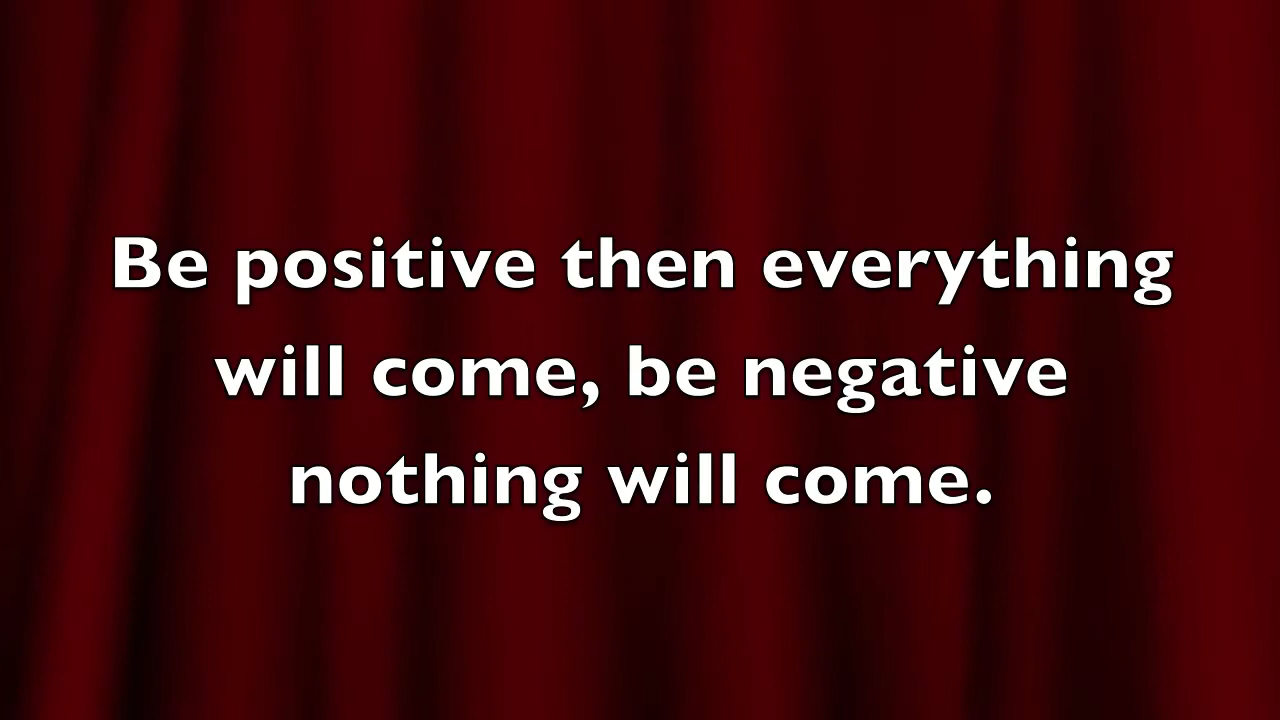 Be positive then everything
will come, be negative
nothing will come.